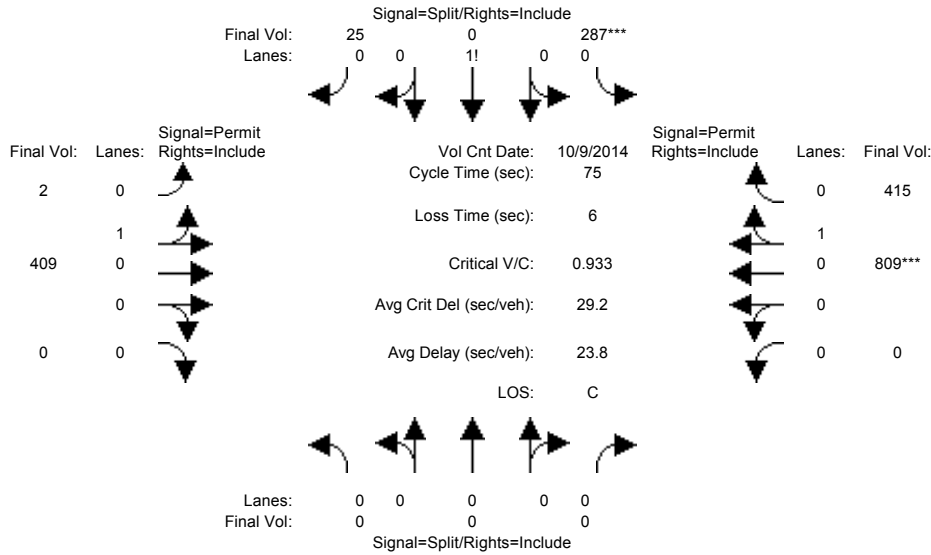 Signal=Split/Rights=Include
Final Vol: 25 0 287***
Lanes: 0 0 1! 0 0
Signal=Permit Signal=Permit
Final Vol: Lanes: Rights=Include Vol Cnt Date: 10/9/2014 Rights=Include Lanes: Final Vol:
Cycle Time (sec): 75
2 0 0 415
Loss Time (sec): 6
1 1
409 0 Critical V/C: 0.933 0 809***
0 Avg Crit Del (sec/veh): 29.2 0
0 0 Avg Delay (sec/veh): 23.8 0 0
LOS: C
Lanes: 0 0 0 0 0
Final Vol: 0 0 0
Signal=Split/Rights=Include